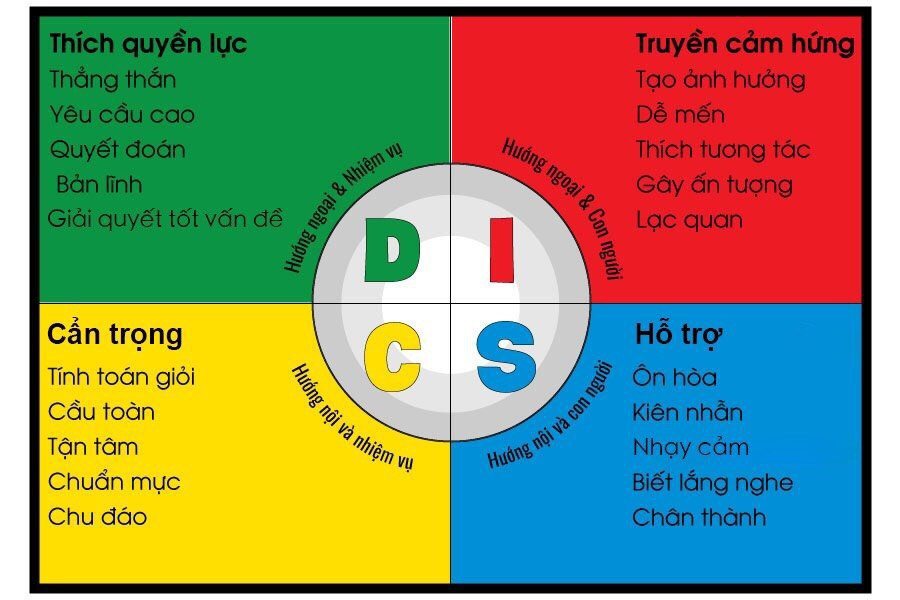 Thích quyền lực
Thẳng thắn
Yêu cầu cao
Quyết đoán
Bản lĩnh
Giải quyết tốt vấn đề
Hướng ngoại & Nhiệm vụ
Truyền cảm hứng
Tạo ảnh hưởng
Dễ mến
Thích tương tác
Gây ấn tượng
Lạc quan
Hướng ngoại & Con người
D I
C S
Cẩn trọng
Tính toán giỏi
Cầu toàn
Tận tâm
Chuẩn mực
Chu đáo
Hướng nội và nhiệm vụ
Hỗ trợ
Ôn hòa
Kiên nhẫn
Nhạy cảm
Biết lắng nghe
Chân thành
Hướng nội và con người